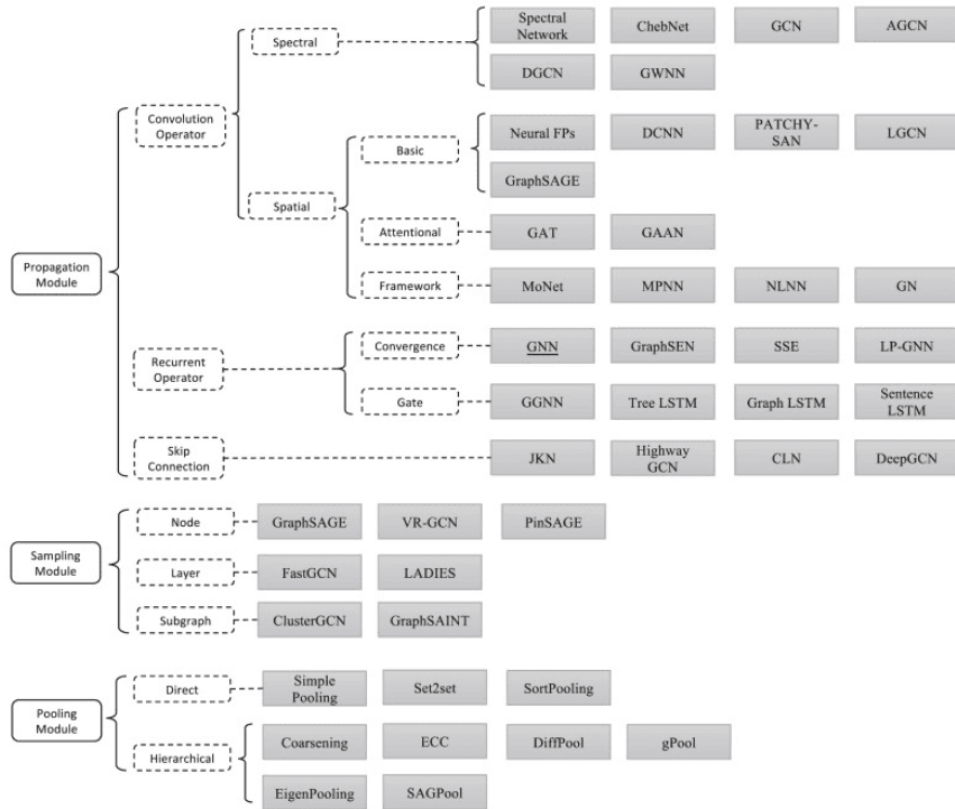 Spectral
Network
ChebNet
GCN
AGCN
Spectral
DGCN
GWNN
Convolution
Operator
Neural FPs
DCNN
PATCHY-
SAN
LGCN
Basic
GraphSAGE
Spatial
Attentional
GAT
GAAN
Propagation
Module
Framework
MoNet
MPNN
NLNN
GN
Convergence
GNN
GraphSEN
SSE
LP-GNN
Recurrent
Operator
Gate
GGNN
Tree LSTM
Graph LSTM
Sentence
LSTM
Skip
Connection
JKN
Highway
GCN
CLN
DeepGCN
Node
GraphSAGE
VR-GCN
PinSAGE
Sampling
Module
Layer
FastGCN
LADIES
Subgraph
ClusterGCN
GraphSAINT
Direct
Simple
Pooling
Set2set
SortPooling
Pooling
Module
Hierarchical
Coarsening
ECC
DiffPool
gPool
EigenPooling
SAGPool